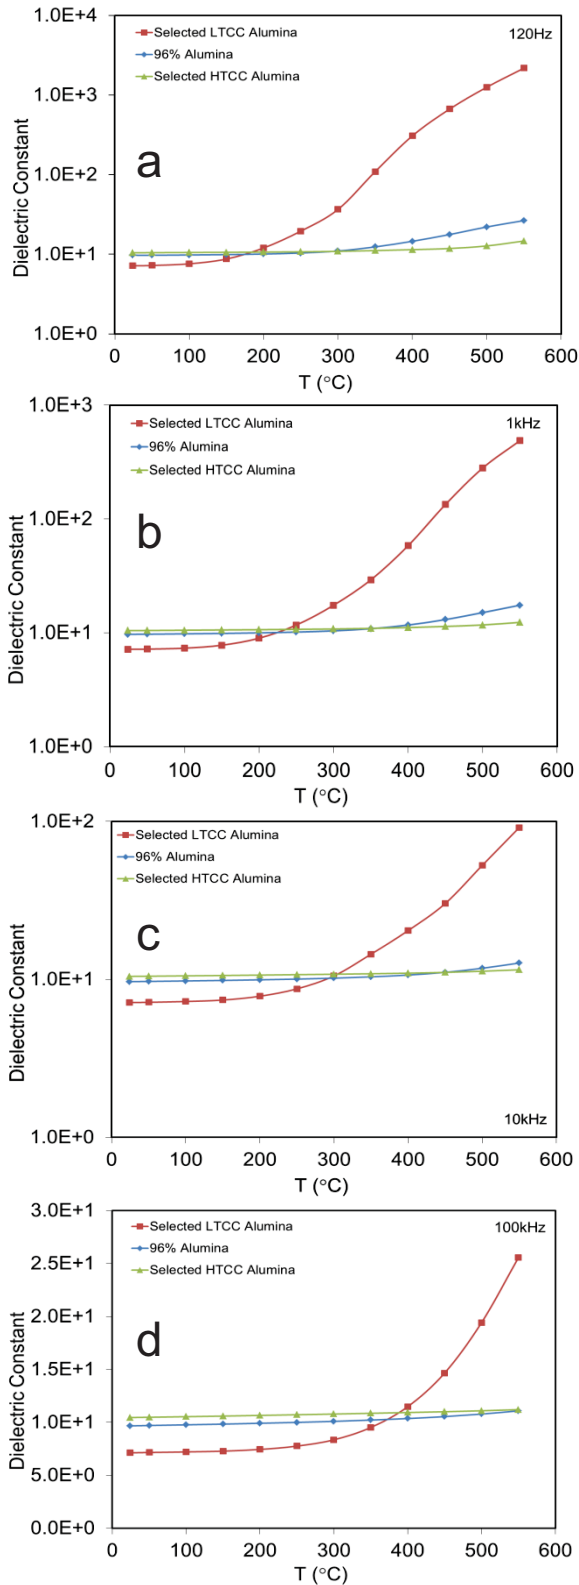 1.0E+4
Selected LTCC Alumina
120Hz
96% Alumina
Selected HTCC Alumina
1.0E+3
a
1.0E+2
1.0E+1
1.0E+0
Dielectric Constant
0 100 200 300 400 500 600
T (°C)
1.0E+3
Selected LTCC Alumina
1kHz
96% Alumina
Selected HTCC Alumina
1.0E+2
b
1.0E+1
1.0E+0
Dielectric Constant
0 100 200 300 400 500 600
T (°C)
1.0E+2
Selected LTCC Alumina
96% Alumina
Selected HTCC Alumina
c
1.0E+1
10kHz
1.0E+0
Dielectric Constant
0 100 200 300 400 500 600
T (°C)
3.0E+1
Selected LTCC Alumina
100kHz
96% Alumina
Selected HTCC Alumina
2.5E+1
2.0E+1
d
1.5E+1
1.0E+1
5.0E+0
0.0E+0
Dielectric Constant
0 100 200 300 400 500 600
T (°C)